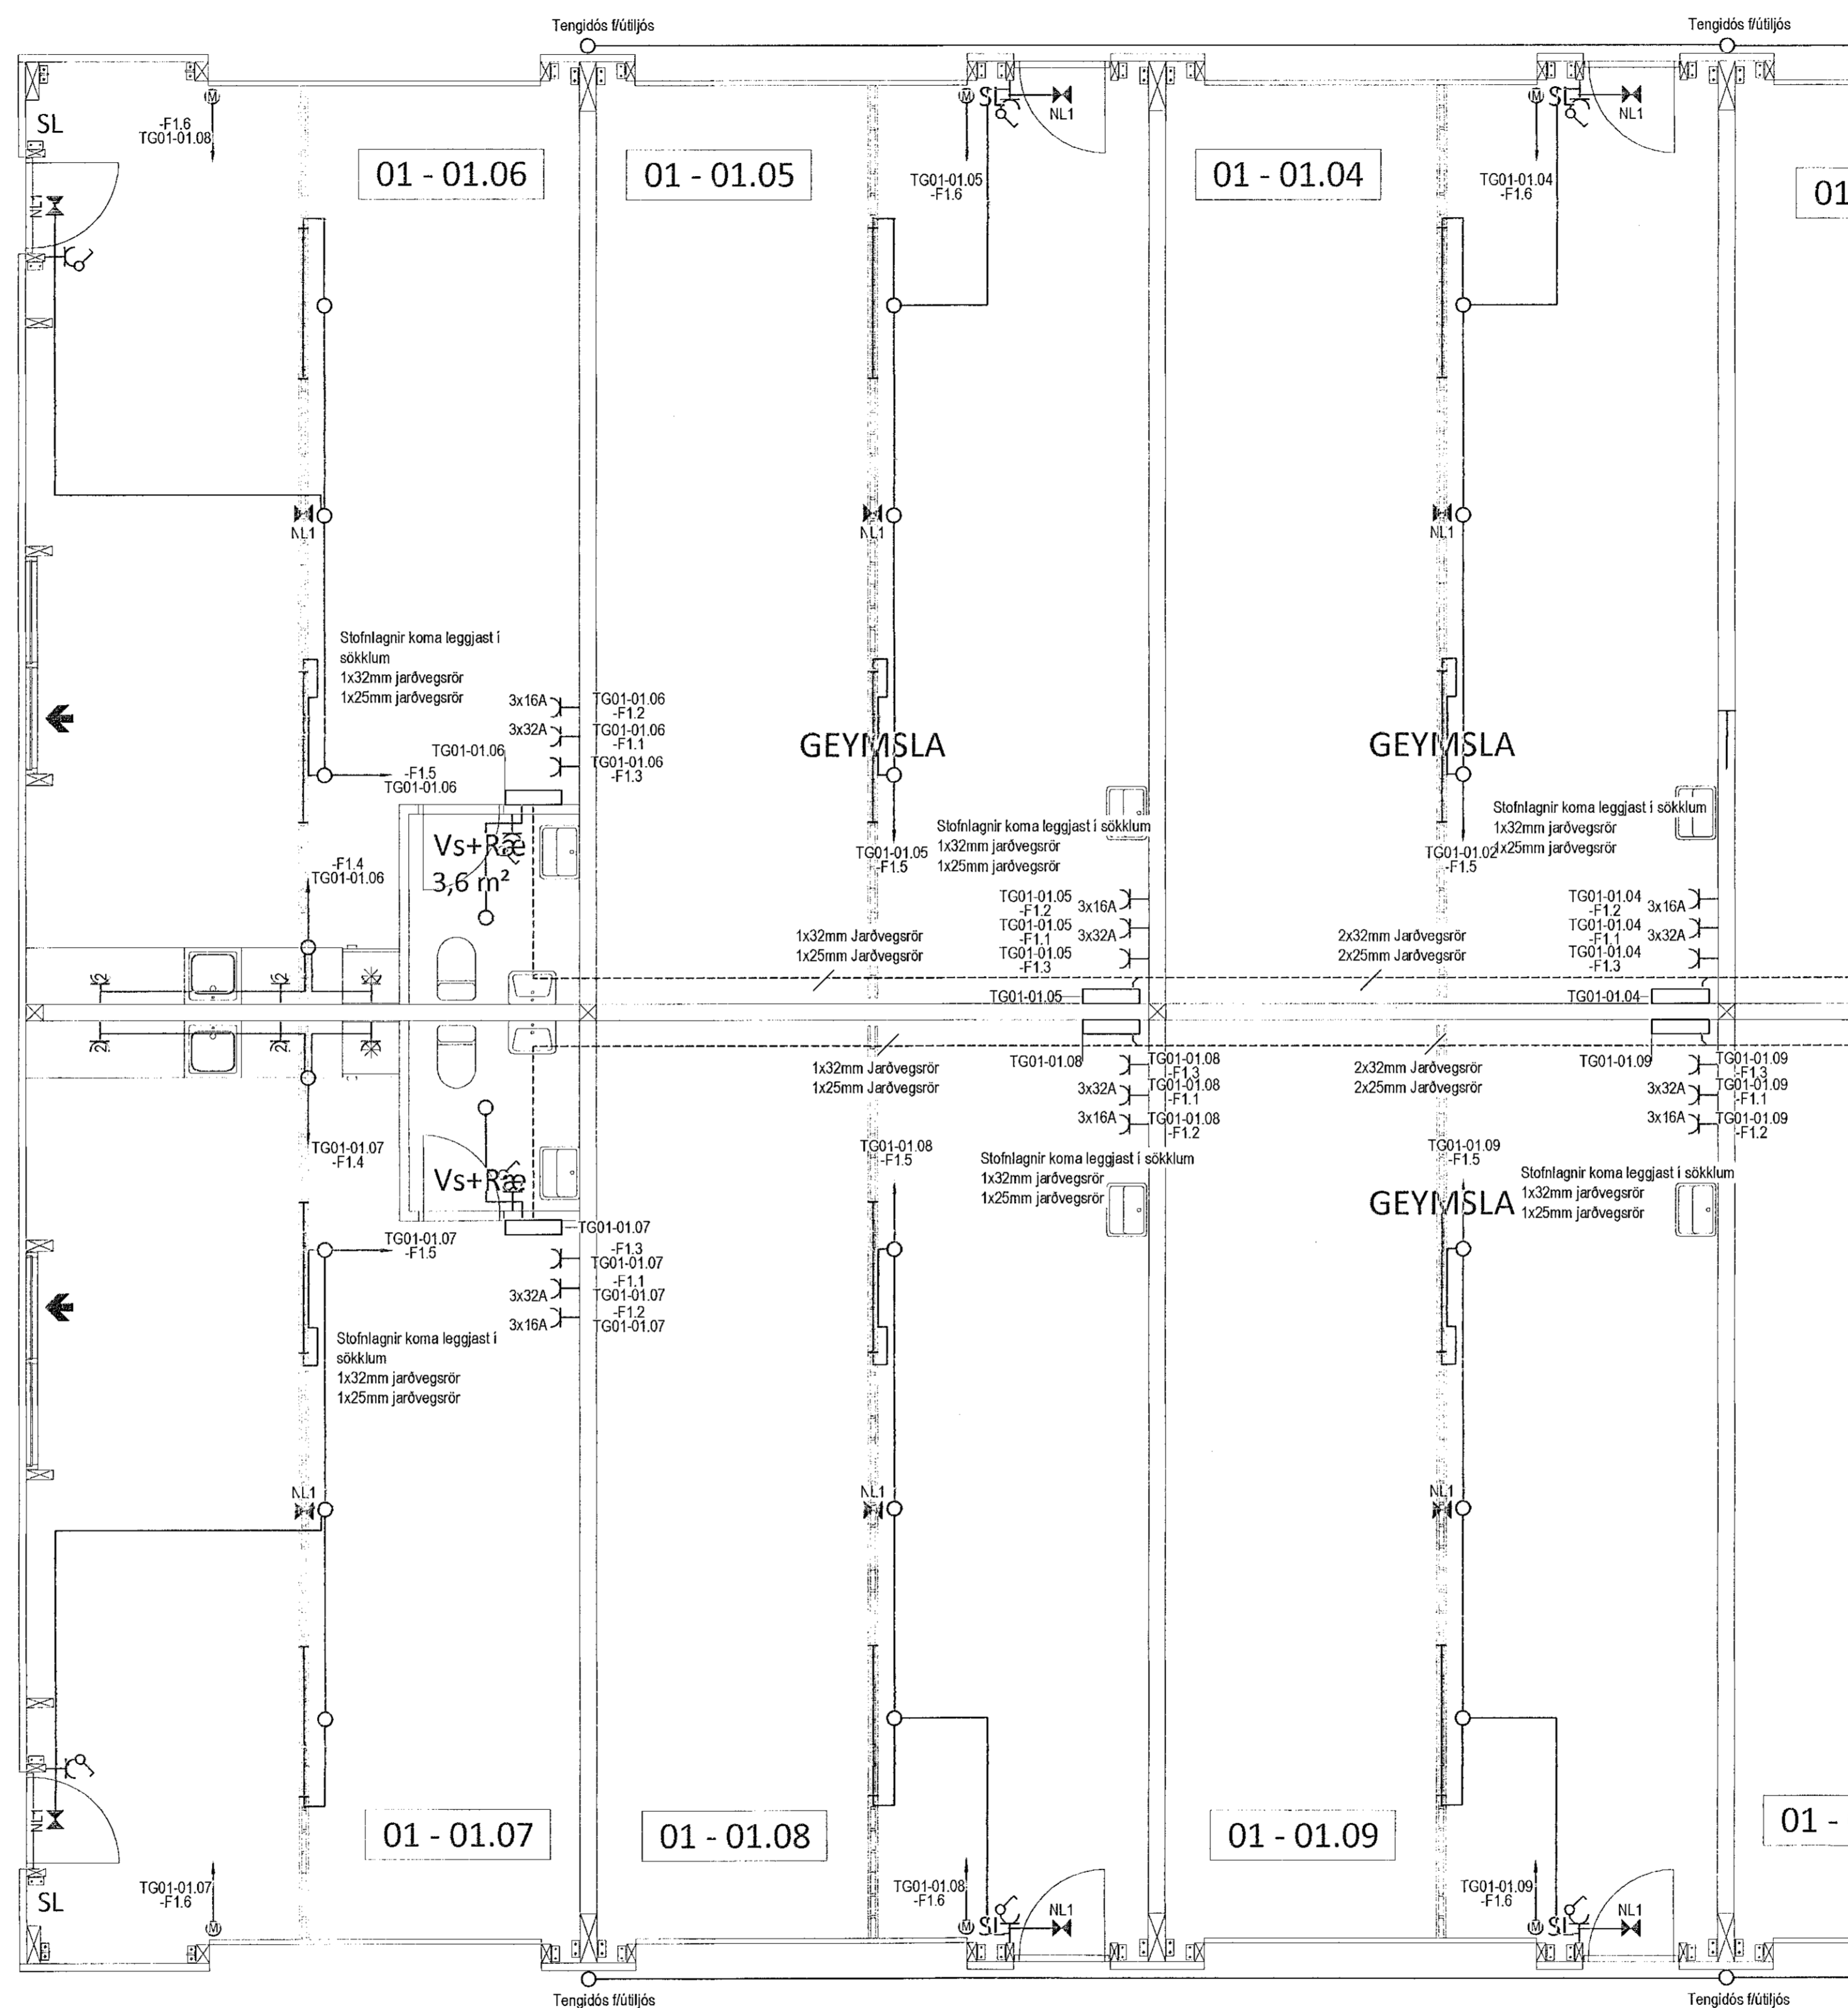 Tengidós f/útiljós
Tengidós f/útiljós
SL
-F1.6
TG01-01.08
M
NL1
01 - 01.06
01 - 01.05
M
SL
NL1
TG01-01.05
-F1.6
01 - 01.04
M
SL
NL1
TG01-01.04
-F1.6
01
NL1
NL1
NL1
Stofnlagnir koma leggjast í
sökklum
1x32mm jarðvegsrör
1x25mm jarðvegsrör
3x16A
TG01-01.06
-F1.2
3x32A
TG01-01.06
-F1.1
TG01-01.06
-F1.3
TG01-01.06
-F1.5
TG01-01.06
GEYMSLA
GEYMSLA
Vs+Ræ
3,6 m²
-F1.4
TG01-01.06
TG01-01.05
-F1.5
Stofnlagnir koma leggjast í sökklum
1x32mm jarðvegsrör
1x25mm jarðvegsrör
TG01-01.02
-F1.5
Stofnlagnir koma leggjast í sökklum
1x32mm jarðvegsrör
1x25mm jarðvegsrör
TG01-01.05
-F1.2
3x16A
TG01-01.05
-F1.1
3x32A
TG01-01.05
-F1.3
TG01-01.04
-F1.2
3x16A
TG01-01.04
-F1.1
3x32A
TG01-01.04
-F1.3
1x32mm Jarðvegsrör
1x25mm Jarðvegsrör
2x32mm Jarðvegsrör
2x25mm Jarðvegsrör
TG01-01.05
TG01-01.04
1x32mm Jarðvegsrör
1x25mm Jarðvegsrör
2x32mm Jarðvegsrör
2x25mm Jarðvegsrör
TG01-01.08
TG01-01.08
-F1.3
3x32A
TG01-01.08
-F1.1
3x16A
TG01-01.08
-F1.2
TG01-01.09
TG01-01.09
-F1.3
3x32A
TG01-01.09
-F1.1
3x16A
TG01-01.09
-F1.2
TG01-01.07
-F1.4
Vs+Ræ
TG01-01.08
-F1.5
Stofnlagnir koma leggjast í sökklum
1x32mm jarðvegsrör
1x25mm jarðvegsrör
TG01-01.09
-F1.5
GEYMSLA
Stofnlagnir koma leggjast í sökklum
1x32mm jarðvegsrör
1x25mm jarðvegsrör
TG01-01.07
TG01-01.07
-F1.5
-F1.3
TG01-01.07
-F1.1
3x32A
TG01-01.07
-F1.2
3x16A
TG01-01.07
Stofnlagnir koma leggjast í
sökklum
1x32mm jarðvegsrör
1x25mm jarðvegsrör
NL1
NL1
NL1
NL1
01 - 01.07
01 - 01.08
01 - 01.09
01 -
SL
TG01-01.07
-F1.6
M
TG01-01.08
-F1.6
M
SL
NL1
TG01-01.09
-F1.6
M
SL
NL1
Tengidós f/útiljós
Tengidós f/útiljós